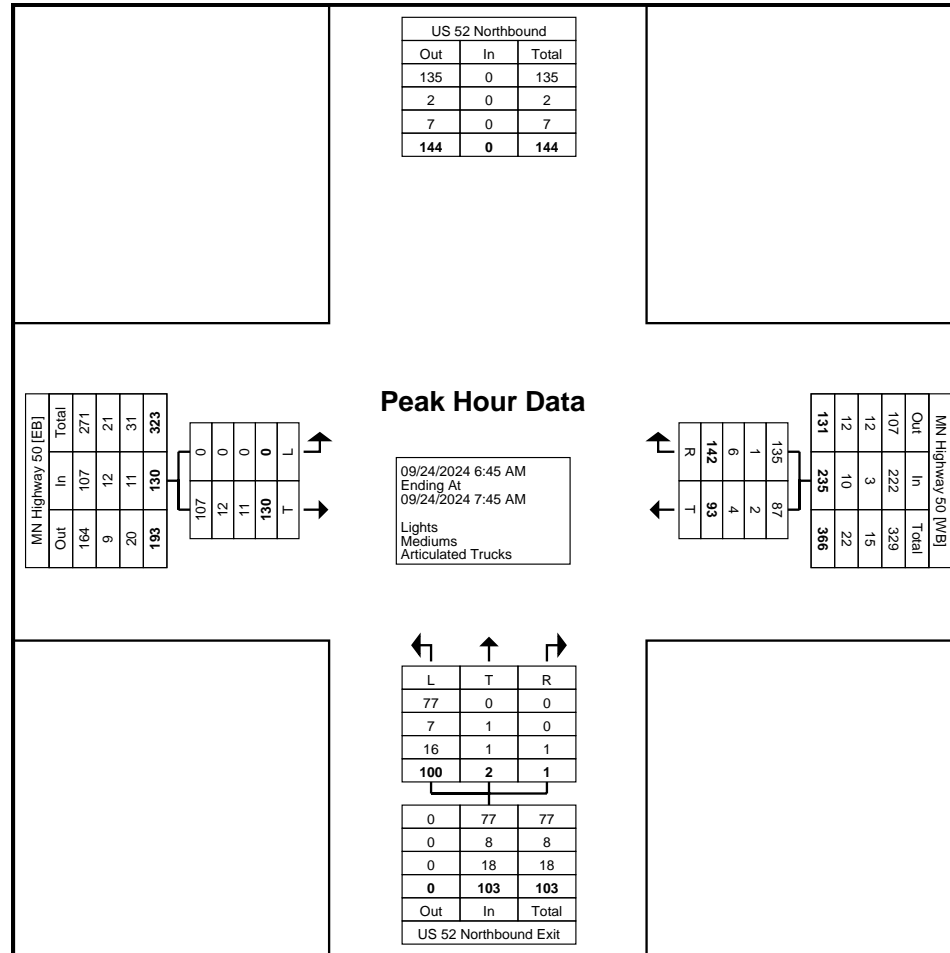 US 52 Northbound
Out In Total
135 0 135
2 0 2
7 0 7
144 0 144
Peak Hour Data
09/24/2024 6:45 AM
Ending At
09/24/2024 7:45 AM
Lights
Mediums
Articulated Trucks
MN Highway 50 [EB]
Total 271 21 31 323
In 107 12 11 130
Out 164 9 20 193
0 0 0 0 L
107 12 11 130 T
R 142 6 1 135
T 93 4 2 87
MN Highway 50 [WB]
Out In Total
107 222 329
12 3 15
12 10 22
131 235 366
L T R
77 0 0
7 1 0
16 1 1
100 2 1
0 77 77
0 8 8
0 18 18
0 103 103
Out In Total
US 52 Northbound Exit